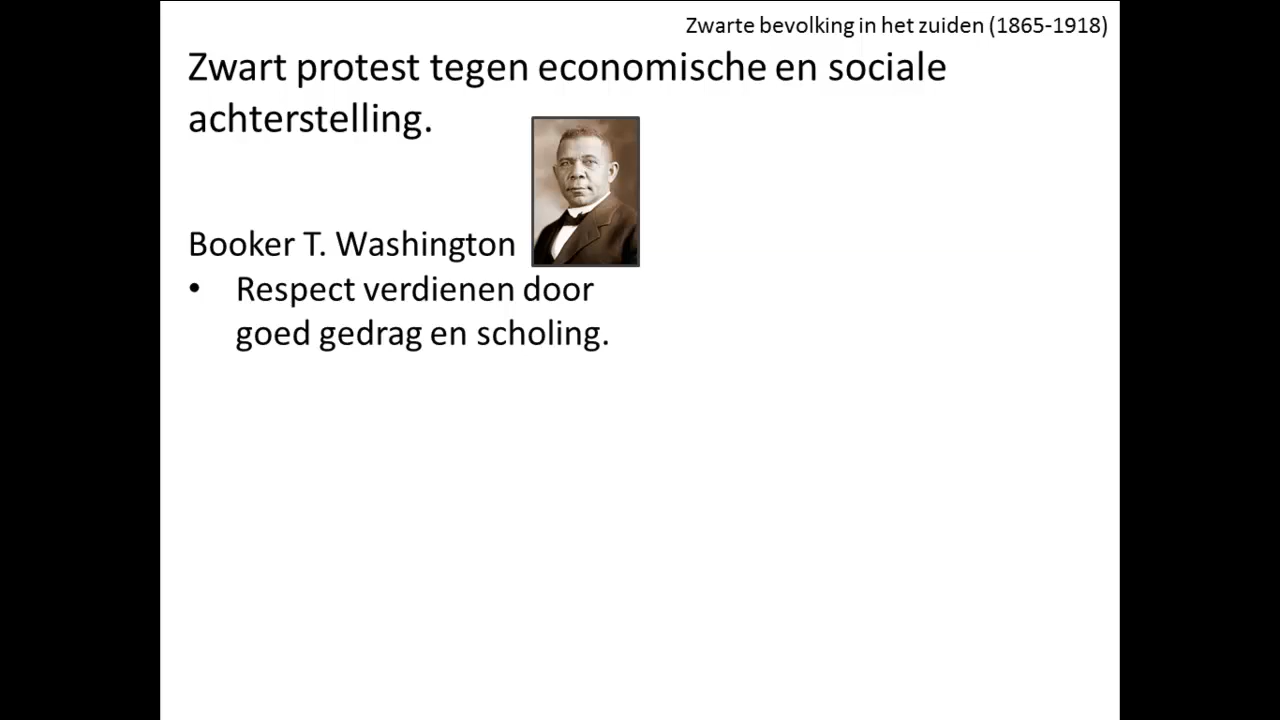 Zwarte bevolking in het zuiden (1865-1918)
Zwart protest tegen economische en sociale
achterstelling.
Booker T. Washington
• Respect verdienen door
goed gedrag en scholing.